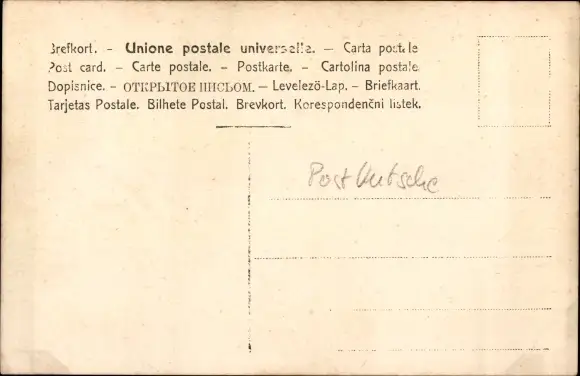 Brefkort. – Unione postale universelle. – Carta postale
Post card. – Carte postale. – Postkarte. – Cartolina postale.
Dopisnice. – ОТКРЫТОЕ ПИСЬОМ. – Levelezö-Lap. – Briefkaart.
Tarjetas Postale. Bilhete Postal. Brevkort. Korespondenčni listek.
Postkutsche